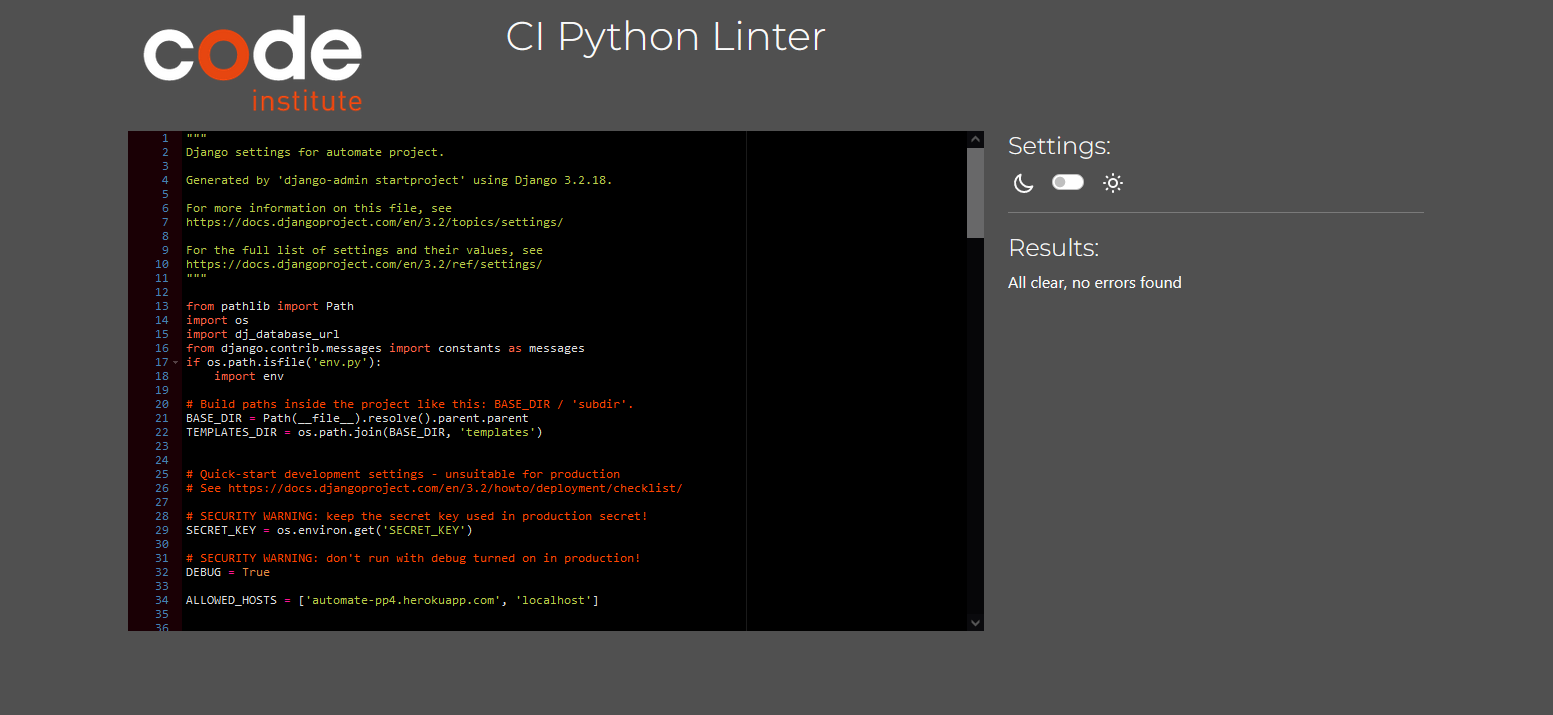 code
institute
CI Python Linter
1 """
2 Django settings for automate project.
3
4 Generated by 'django-admin startproject' using Django 3.2.18.
5
6 For more information on this file, see
7 https://docs.djangoproject.com/en/3.2/topics/settings/
8
9 For the full list of settings and their values, see
10 https://docs.djangoproject.com/en/3.2/ref/settings/
11 """
12
13 from pathlib import Path
14 import os
15 import dj_database_url
16 from django.contrib.messages import constants as messages
17 if os.path.isfile('env.py'):
18     import env
19
20 # Build paths inside the project like this: BASE_DIR / 'subdir'.
21 BASE_DIR = Path(__file__).resolve().parent.parent
22 TEMPLATES_DIR = os.path.join(BASE_DIR, 'templates')
23
24
25 # Quick-start development settings - unsuitable for production
26 # See https://docs.djangoproject.com/en/3.2/howto/deployment/checklist/
27
28 # SECURITY WARNING: keep the secret key used in production secret!
29 SECRET_KEY = os.environ.get('SECRET_KEY')
30
31 # SECURITY WARNING: don't run with debug turned on in production!
32 DEBUG = True
33
34 ALLOWED_HOSTS = ['automate-pp4.herokuapp.com', 'localhost']
35
36
Settings:
Results:
All clear, no errors found